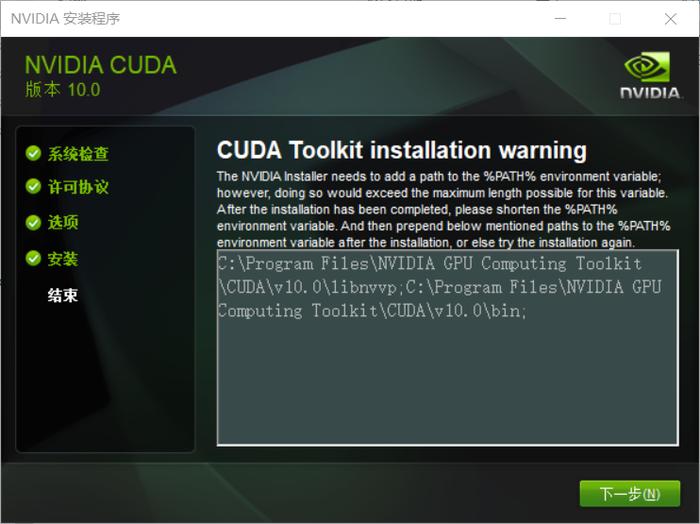 NVIDIA 安装程序
NVIDIA CUDA
版本 10.0
NVIDIA.
系统检查
许可协议
选项
安装
结束
CUDA Toolkit installation warning
The NVIDIA Installer needs to add a path to the %PATH% environment variable;
however, doing so would exceed the maximum length possible for this variable.
After the installation has been completed, please shorten the %PATH%
environment variable. And then prepend below mentioned paths to the %PATH%
environment variable after the installation, or else try the installation again.
C:\Program Files\NVIDIA GPU Computing Toolkit
\CUDA\v10.0\libnvvp;C:\Program Files\NVIDIA GPU
Computing Toolkit\CUDA\v10.0\bin;
下一步(N)